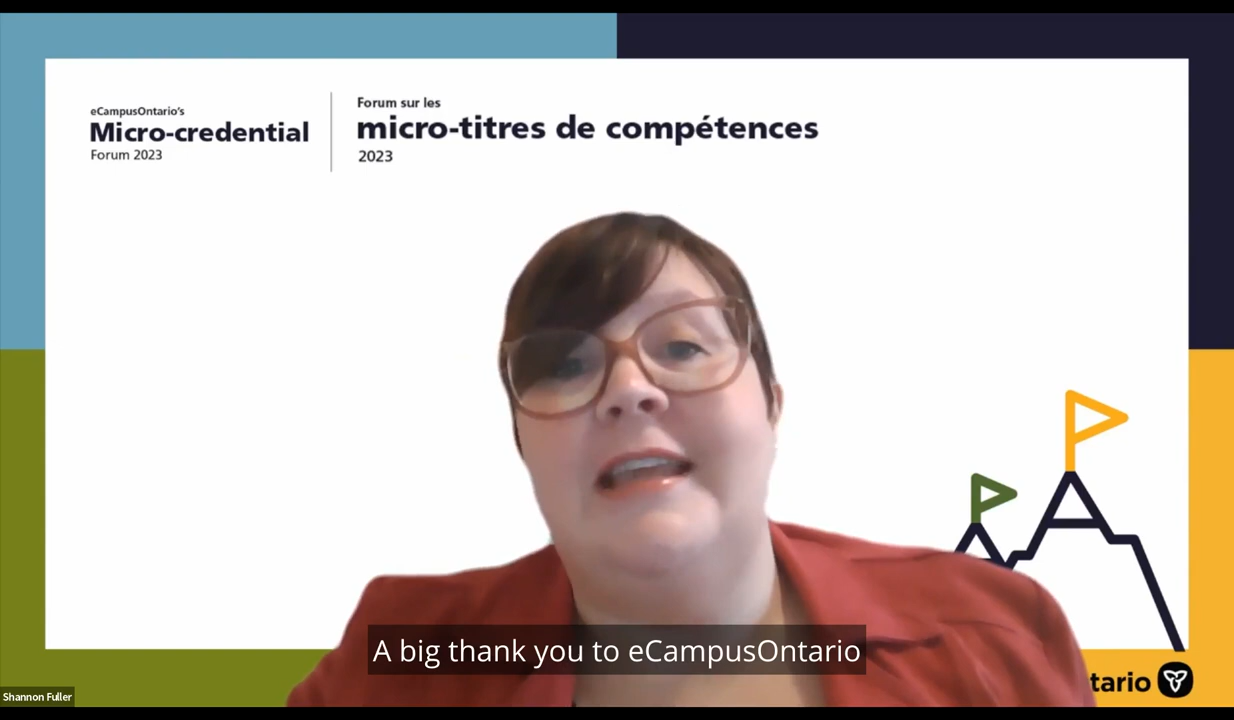 eCampusOntario's
Micro-credential
Forum 2023
Forum sur les
micro-titres de compétences
2023
A big thank you to eCampusOntario
Shannon Fuller
tario